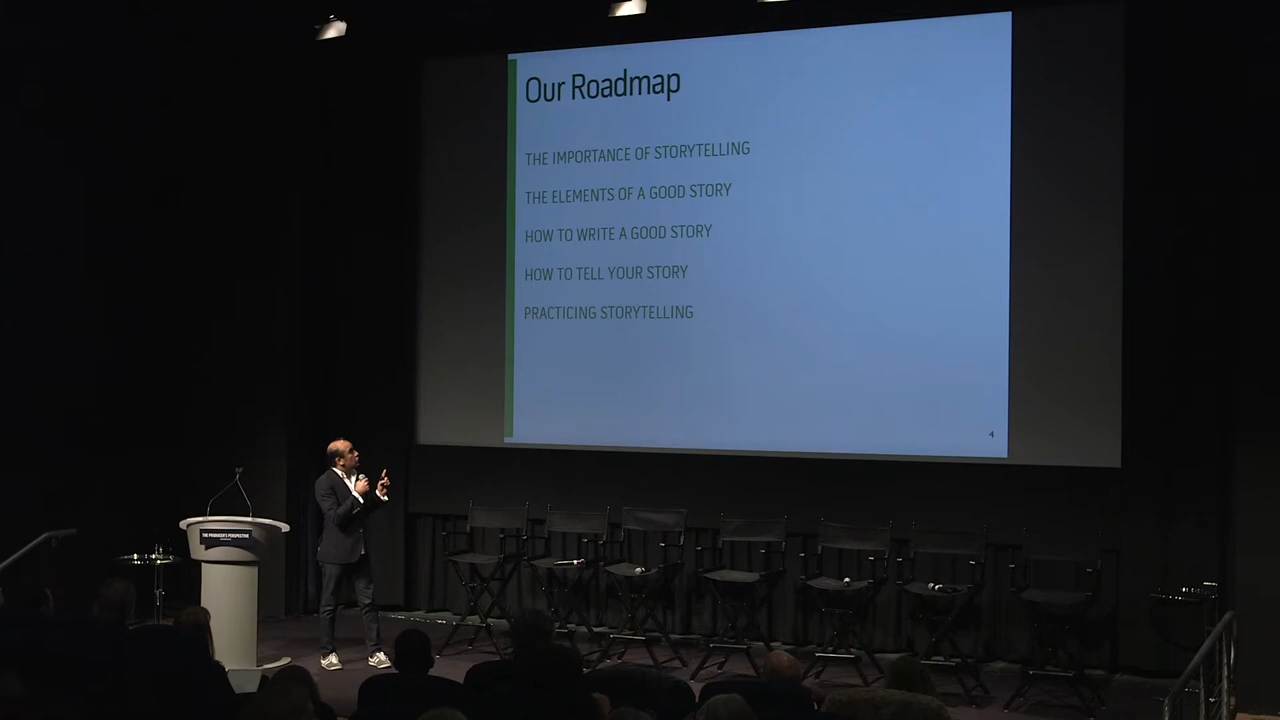 Our Roadmap
THE IMPORTANCE OF STORYTELLING
THE ELEMENTS OF A GOOD STORY
HOW TO WRITE A GOOD STORY
HOW TO TELL YOUR STORY
PRACTICING STORYTELLING
4
THE PRODUCER'S PERSPECTIVE